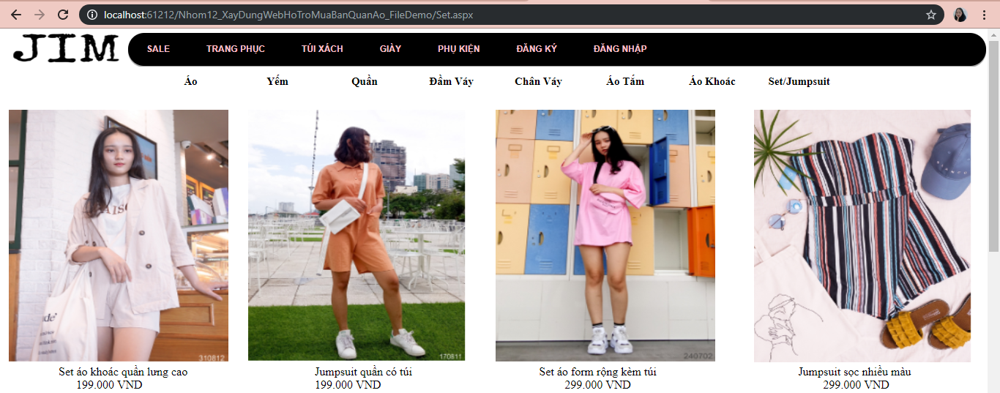 localhost:61212/Nhom12_XayDungWebHoTroMuaBanQuanAo_FileDemo/Set.aspx
JIM
SALE TRANG PHỤC TÚI XÁCH GIÀY PHỤ KIỆN ĐĂNG KÝ ĐĂNG NHẬP
Áo Yếm Quần Đầm Váy Chân Váy Áo Tắm Áo Khoác Set/Jumpsuit
310812 170811 240702
Set áo khoác quần lưng cao Jumpsuit quần có túi Set áo form rộng kèm túi Jumpsuit sọc nhiều màu
199.000 VND 199.000 VND 299.000 VND 299.000 VND